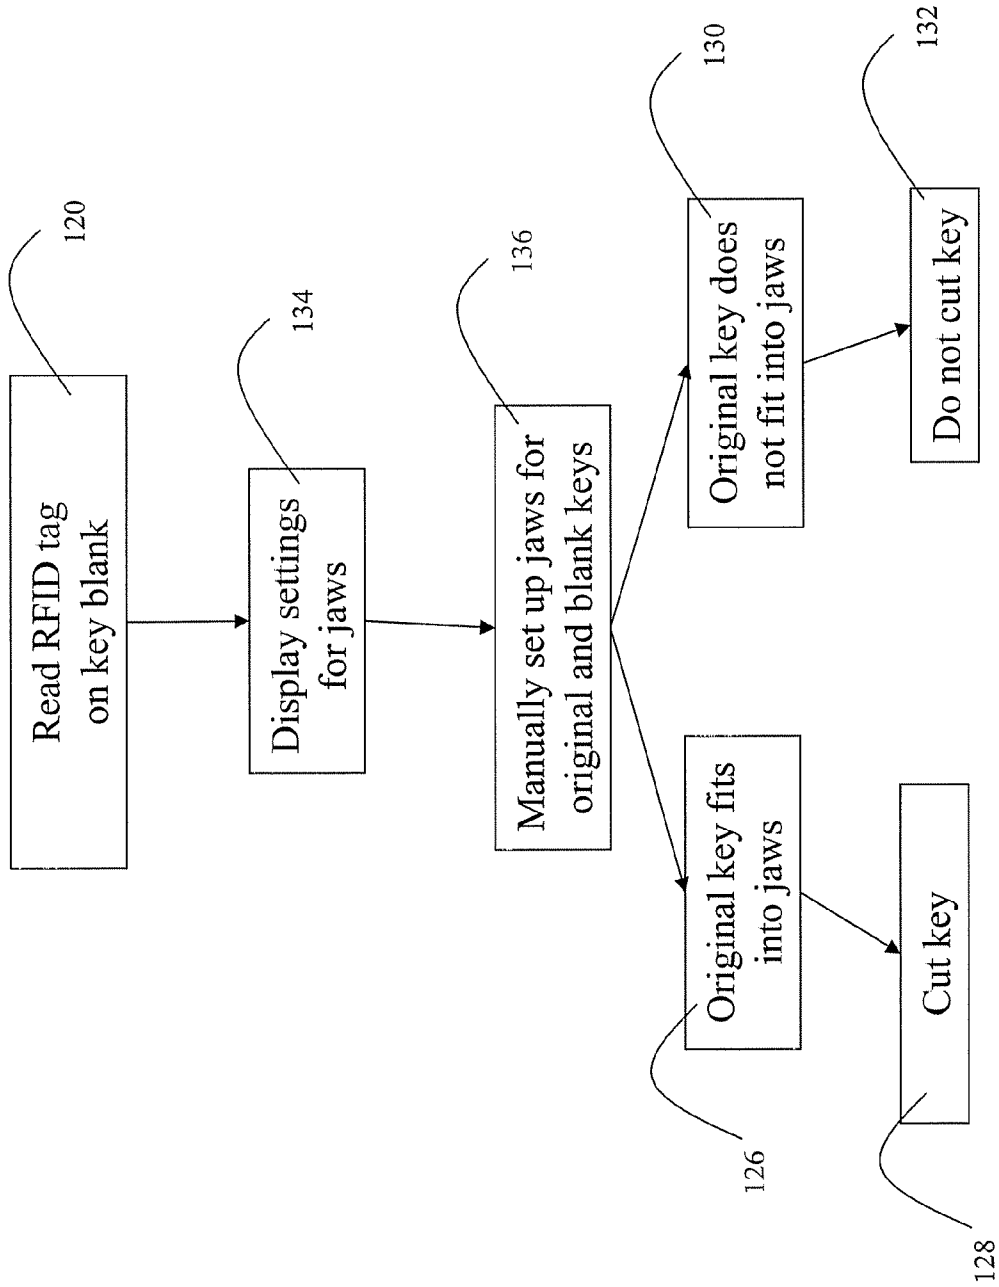 Read RFID tag
on key blank
120
Display settings
for jaws
134
Manually set up jaws for
original and blank keys
136
Original key fits
into jaws
126
Original key does
not fit into jaws
130
Cut key
128
Do not cut key
132